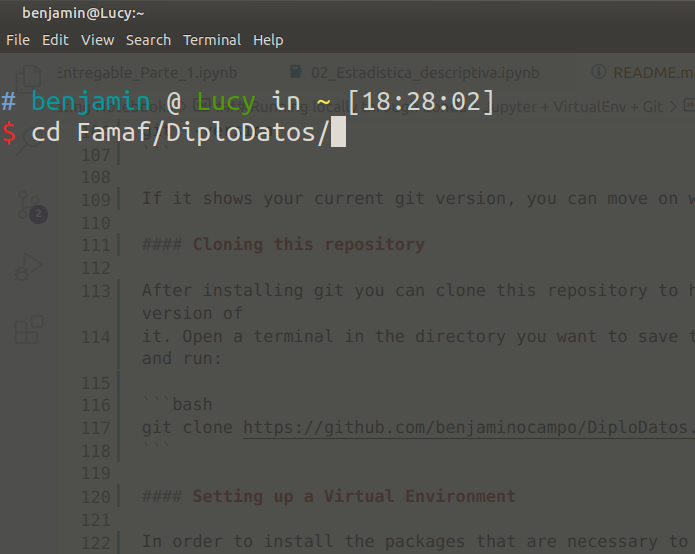 benjamin@Lucy:~
File Edit View Search Terminal Help
Entregable_Parte_1.ipynb 02_Estadistica_descriptiva.ipynb README.m
# benjamin @ Lucy in ~ [18:28:02]
Jupyter + VirtualEnv + Git >
$ cd Famaf/DiploDatos/
107 ```
108
109 If it shows your current git version, you can move on w
110
111 #### Cloning this repository
112
113 After installing git you can clone this repository to h
version of
114 it. Open a terminal in the directory you want to save t
and run:
115
116 ```bash
117 git clone https://github.com/benjaminocampo/DiploDatos.
118 ```
119
120 #### Setting up a Virtual Environment
121
122 In order to install the packages that are necessary to
2